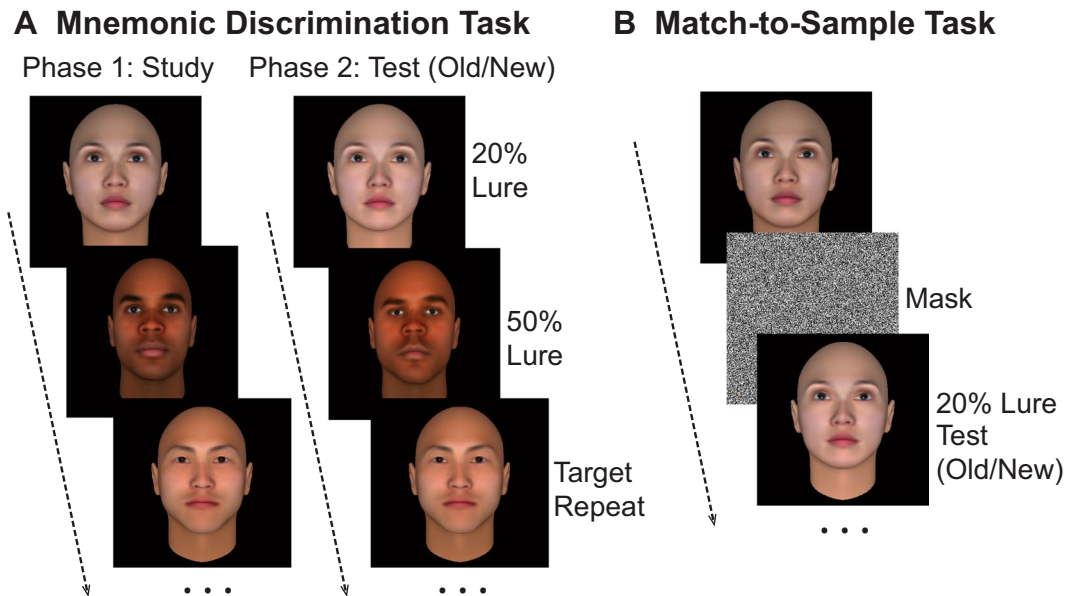 A Mnemonic Discrimination Task
Phase 1: Study
Phase 2: Test (Old/New)
20%
Lure
50%
Lure
Target
Repeat
. . .
. . .
B Match-to-Sample Task
Mask
20% Lure
Test
(Old/New)
. . .